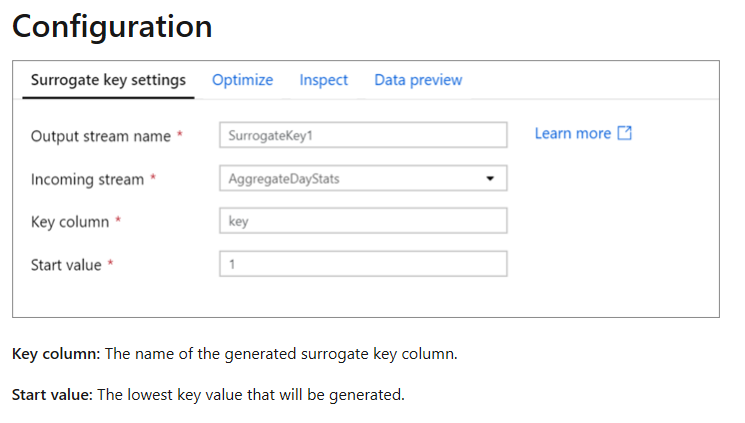 Configuration
Surrogate key settings Optimize Inspect Data preview
Output stream name * SurrogateKey1 Learn more
Incoming stream * AggregateDayStats
Key column * key
Start value * 1
Key column: The name of the generated surrogate key column.
Start value: The lowest key value that will be generated.